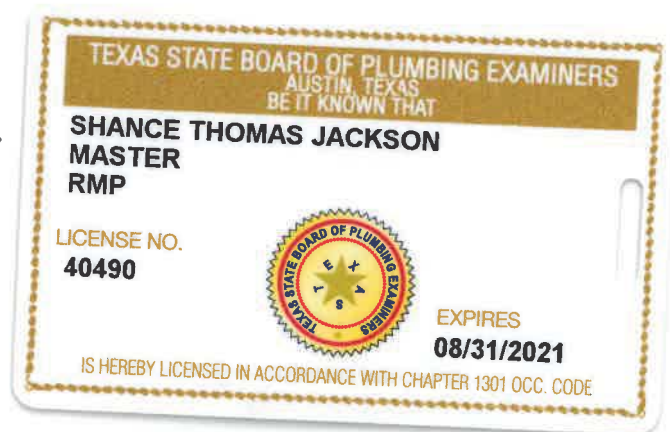 TEXAS STATE BOARD OF PLUMBING EXAMINERS
AUSTIN, TEXAS
BE IT KNOWN THAT
SHANCE THOMAS JACKSON
MASTER
RMP
LICENSE NO.
40490
TEXAS STATE BOARD OF PLUMBING EXAMINERS
TEXAS
EXPIRES
08/31/2021
IS HEREBY LICENSED IN ACCORDANCE WITH CHAPTER 1301 OCC. CODE